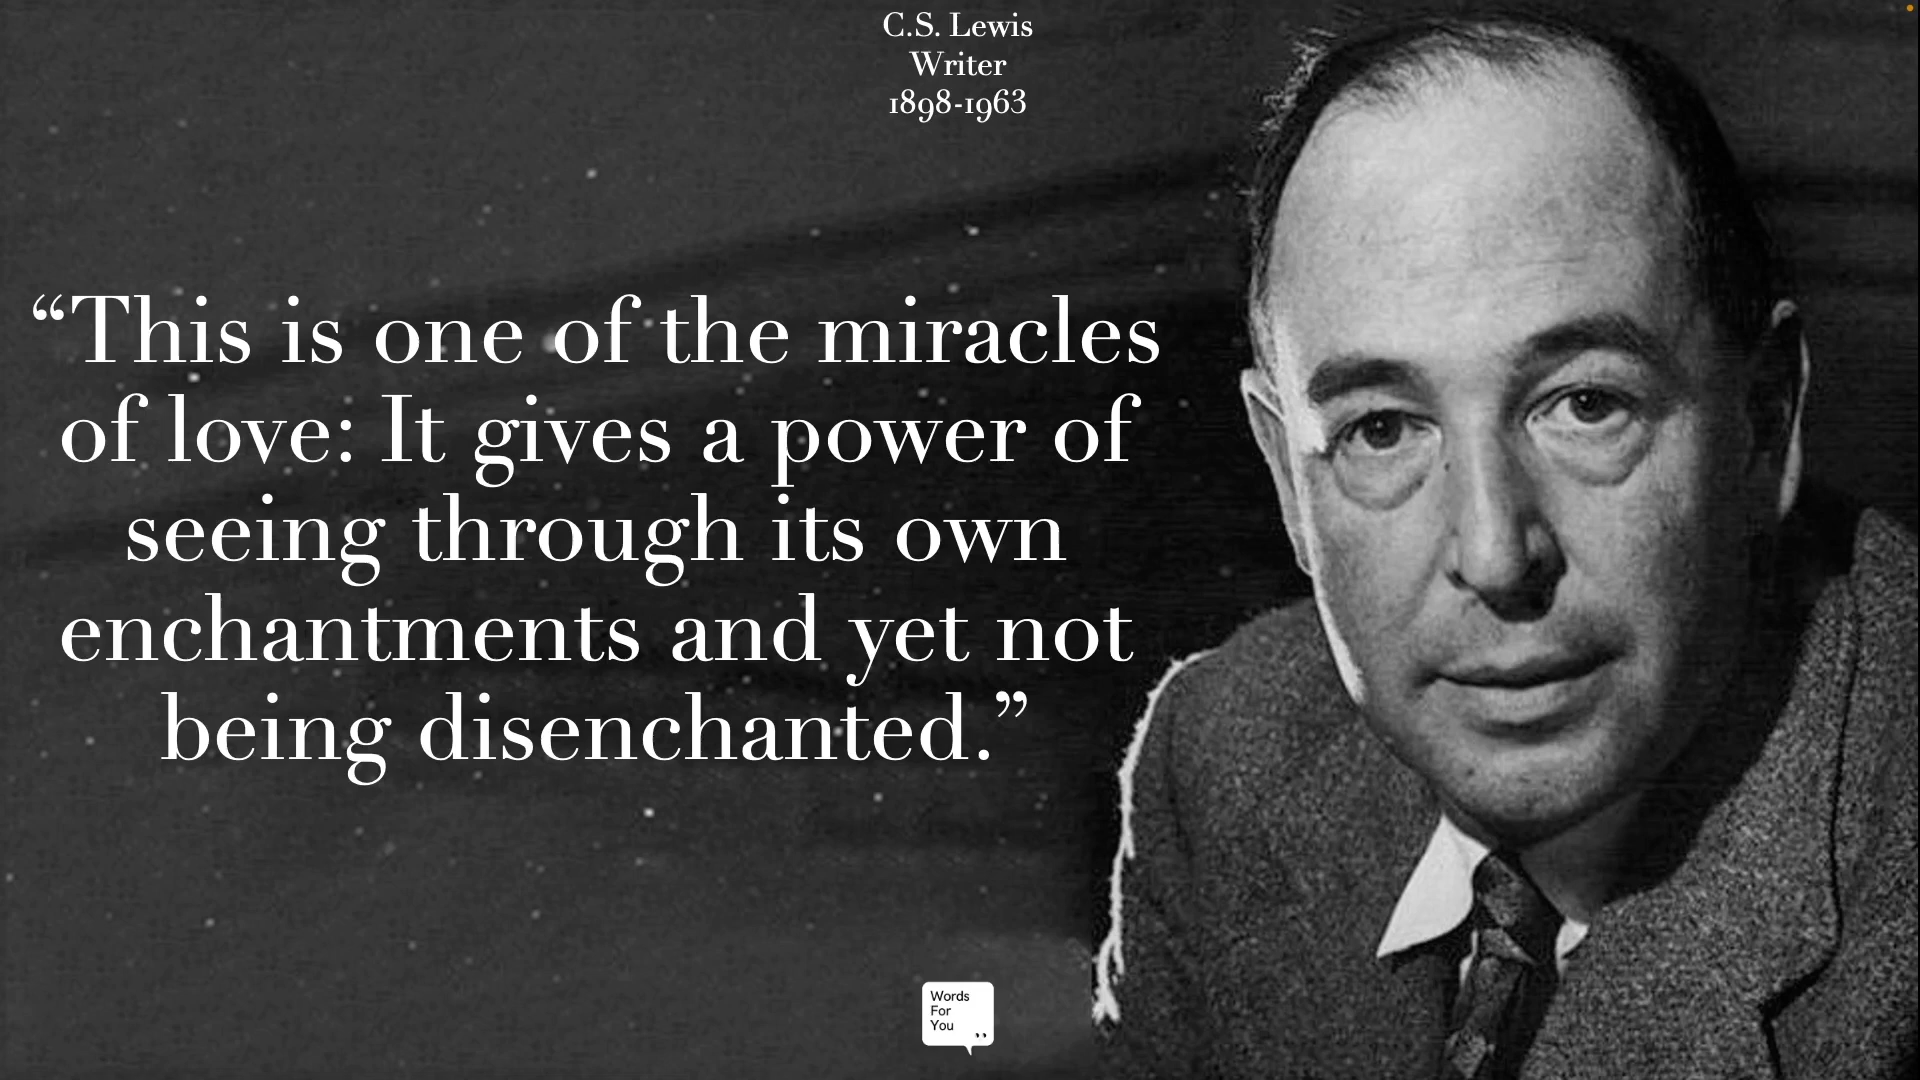 C.S. Lewis
Writer
1898-1963
“This is one of the miracles
of love: It gives a power of
seeing through its own
enchantments and yet not
being disenchanted.”
Words
For
You
,,